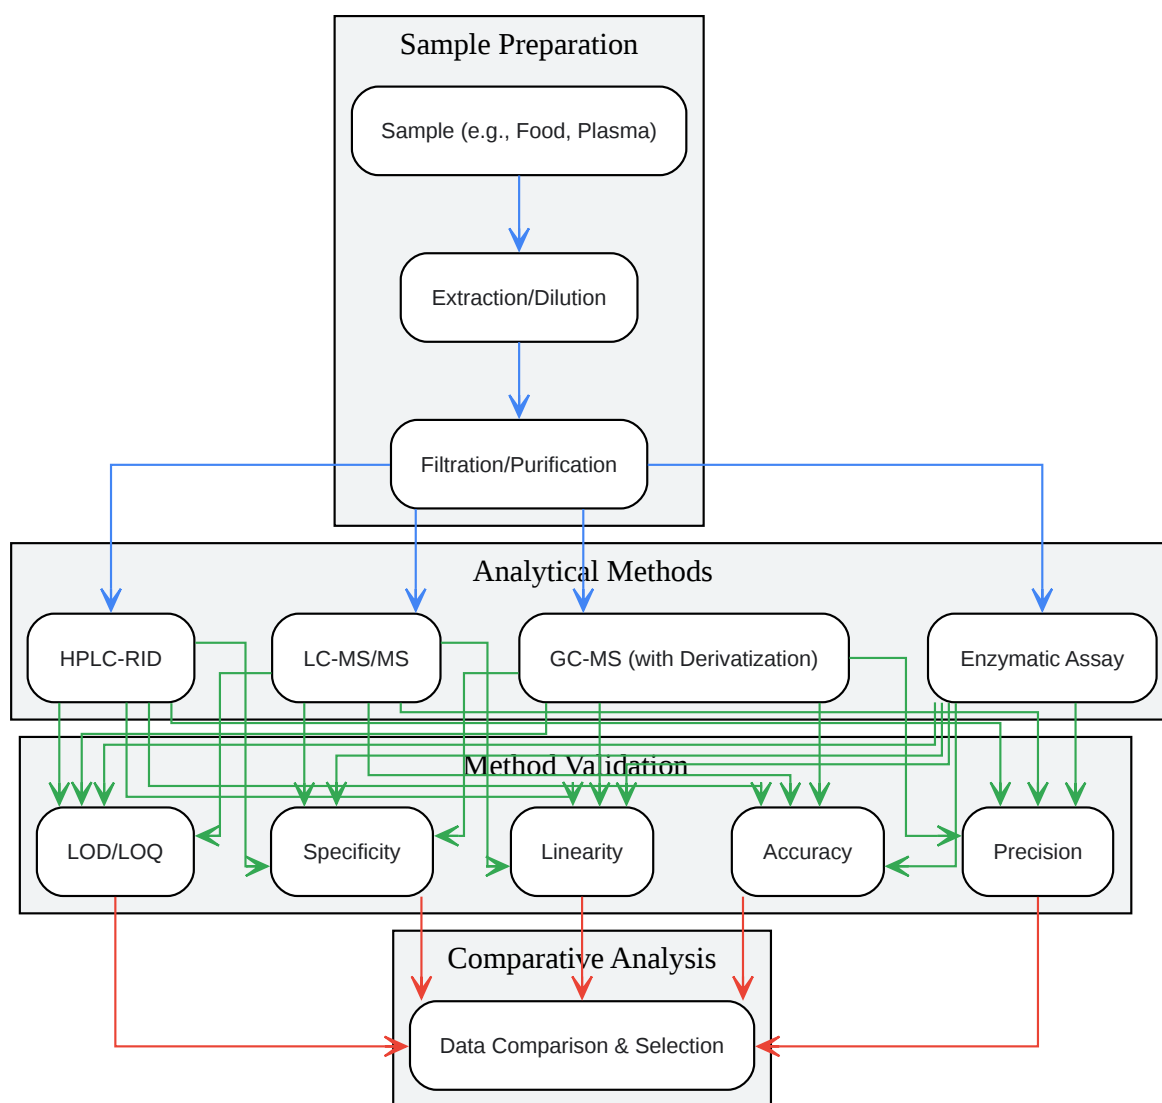 Sample Preparation
Sample (e.g., Food, Plasma)
Extraction/Dilution
Filtration/Purification
Analytical Methods
HPLC-RID
LC-MS/MS
GC-MS (with Derivatization)
Enzymatic Assay
Method Validation
LOD/LOQ
Specificity
Linearity
Accuracy
Precision
Comparative Analysis
Data Comparison & Selection